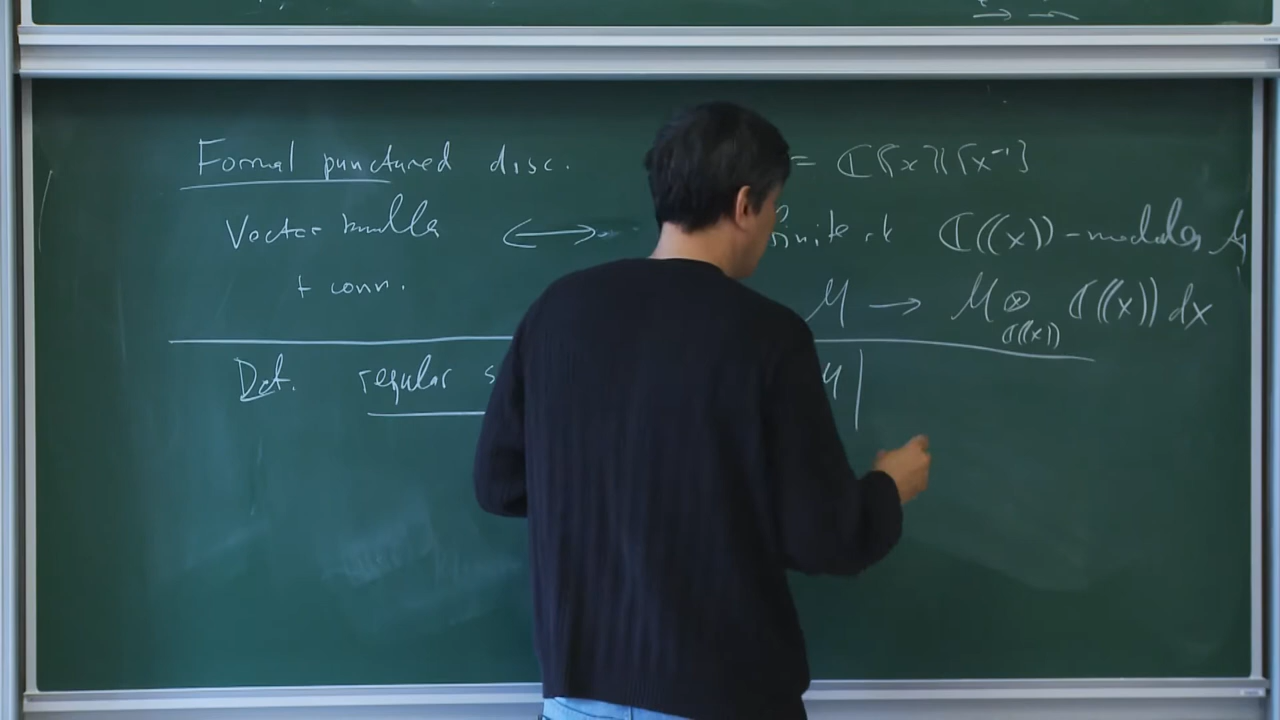 Formal punctured disc. = ℂ[[x]][x⁻¹]
Vector bundle ⟷ finite rk ℂ((x))-modules M
+ conn. M → M ⊗_{ℂ((x))} ℂ((x)) dx
Def. regular s